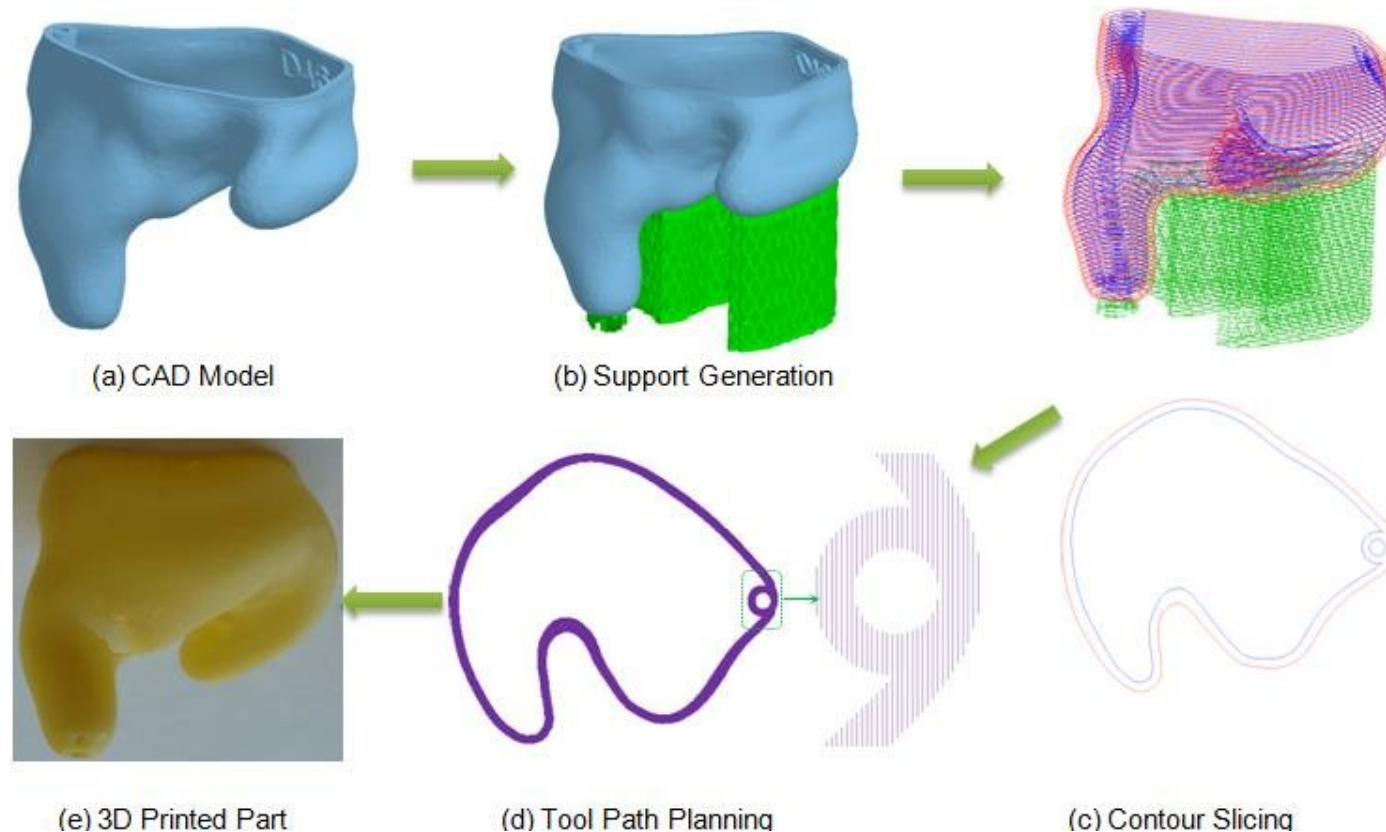 (a) CAD Model
(b) Support Generation
(e) 3D Printed Part
(d) Tool Path Planning
(c) Contour Slicing